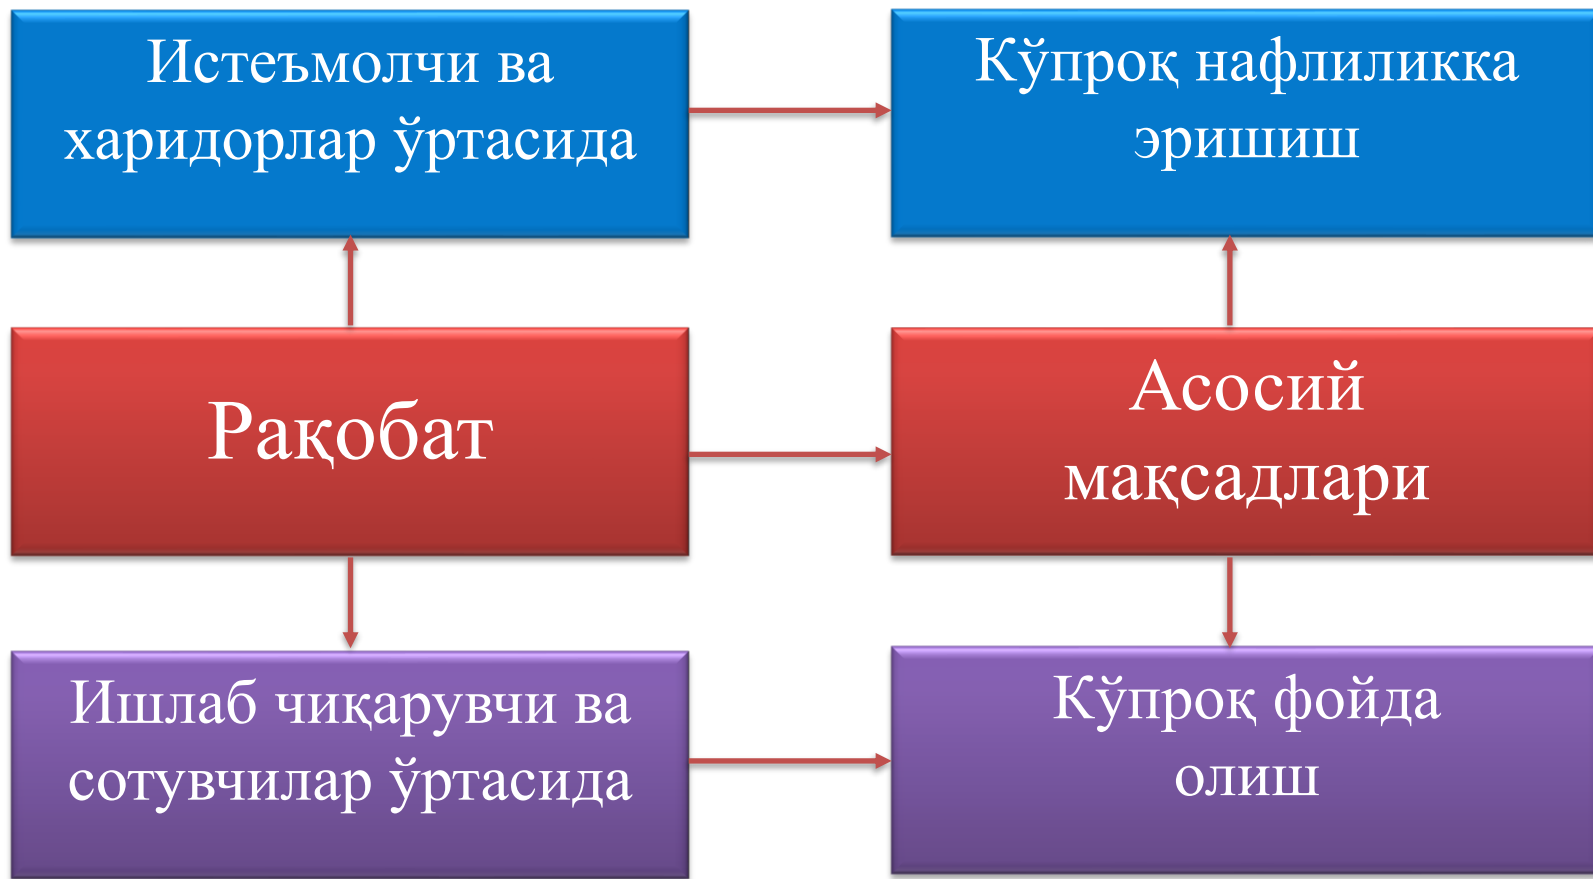 Истеъмолчи ва
харидорлар ўртасида
Кўпроқ нафлиликка
эришиш
Рақобат
Асосий
мақсадлари
Ишлаб чиқарувчи ва
сотувчилар ўртасида
Кўпроқ фойда
олиш